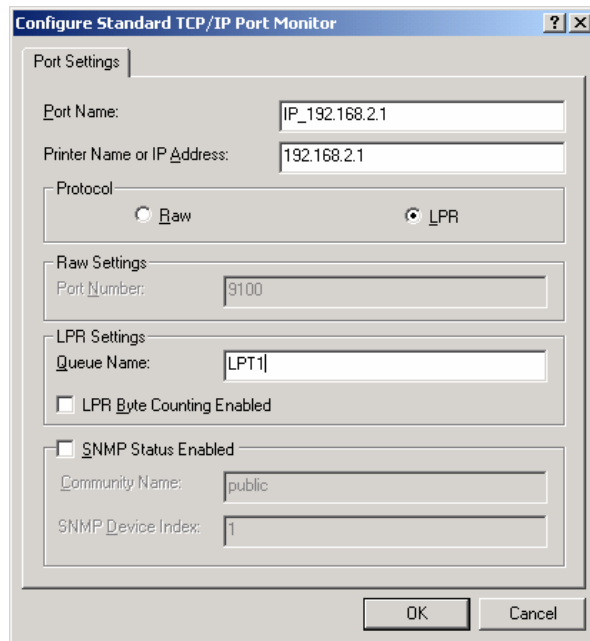 Configure Standard TCP/IP Port Monitor
Port Settings
Port Name: IP_192.168.2.1
Printer Name or IP Address: 192.168.2.1
Protocol
Raw LPR
Raw Settings
Port Number: 9100
LPR Settings
Queue Name: LPT1
LPR Byte Counting Enabled
SNMP Status Enabled
Community Name: public
SNMP Device Index: 1
OK Cancel